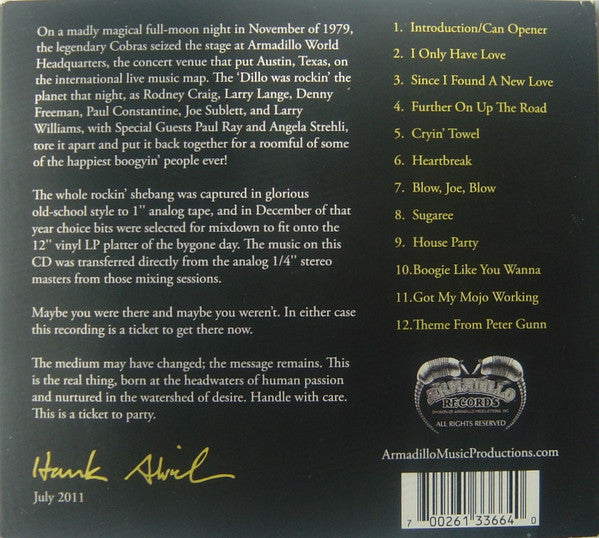 On a madly magical full-moon night in November of 1979,
the legendary Cobras seized the stage at Armadillo World
Headquarters, the concert venue that put Austin, Texas, on
the international live music map. The ‘Dillo was rockin’ the
planet that night, as Rodney Craig, Larry Lange, Denny
Freeman, Paul Constantine, Joe Sublett, and Larry
Williams, with Special Guests Paul Ray and Angela Strehli,
tore it apart and put it back together for a roomful of some
of the happiest boogyin’ people ever!
The whole rockin’ shebang was captured in glorious
old-school style to 1" analog tape, and in December of that
year choice bits were selected for mixdown to fit onto the
12” vinyl LP platter of the bygone day. The music on this
CD was transferred directly from the analog 1/4" stereo
masters from those mixing sessions.
Maybe you were there and maybe you weren't. In either case
this recording is a ticket to get there now.
The medium may have changed; the message remains. This
is the real thing, born at the headwaters of human passion
and nurtured in the watershed of desire. Handle with care.
This is a ticket to party.
July 2011
1. Introduction/Can Opener
2. I Only Have Love
3. Since I Found A New Love
4. Further On Up The Road
5. Cryin’ Towel
6. Heartbreak
7. Blow, Joe, Blow
8. Sugaree
9. House Party
10.Boogie Like You Wanna
11.Got My Mojo Working
12.Theme From Peter Gunn
ARMADILLO
RECORDS
DIVISION OF ARMADILLO PRODUCTIONS, INC
ALL RIGHTS RESERVED
ArmadilloMusicProductions.com
7 00261 33664 0